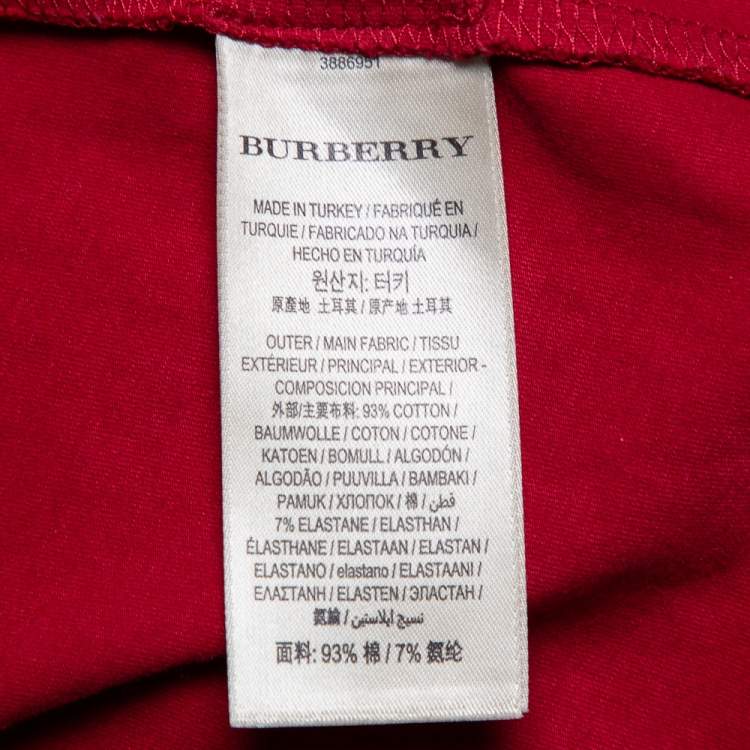 3886951
BURBERRY
MADE IN TURKEY / FABRIQUÉ EN
TURQUIE / FABRICADO NA TURQUIA /
HECHO EN TURQUÍA
원산지: 터키
原產地 土耳其 / 原产地 土耳其
OUTER / MAIN FABRIC / TISSU
EXTÉRIEUR / PRINCIPAL / EXTERIOR -
COMPOSICION PRINCIPAL /
外部/主要布料: 93% COTTON /
BAUMWOLLE / COTON / COTONE /
KATOEN / BOMULL / ALGODÓN /
ALGODÃO / PUUVILLA / BAMBAKI /
PAMUK / ХЛОПОК / 棉 / قطن /
7% ELASTANE / ELASTHAN /
ÉLASTHANE / ELASTAAN / ELASTAN /
ELASTANO / elastano / ELASTAANI /
ΕΛΑΣΤΑΝΗ / ELASTEN / ЭЛАСТАН /
氨綸 / نسيج ايلاستين /
面料: 93% 棉 / 7% 氨纶